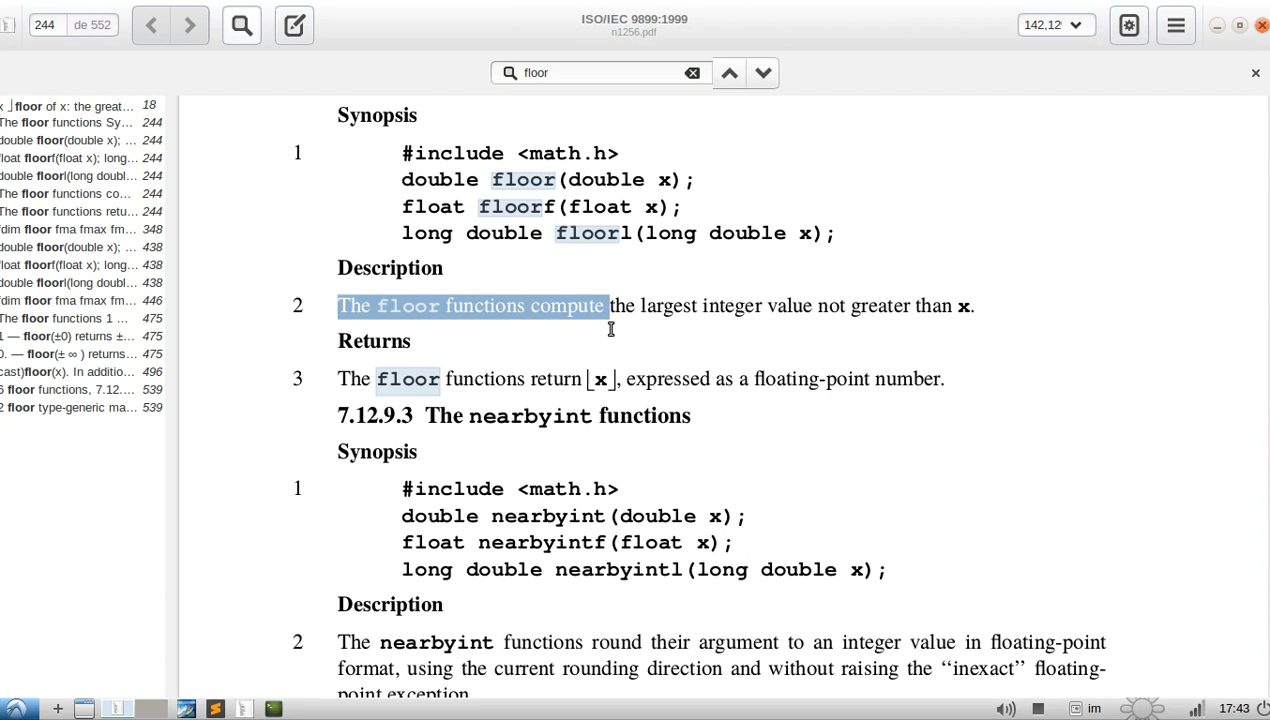 244 de 552
ISO/IEC 9899:1999
n1256.pdf
142,12
floor
x ⌋floor of x: the great... 18
The floor functions Sy... 244
double floor(double x); ... 244
float floorf(float x); long... 244
double floorl(long doubl... 244
The floor functions co... 244
The floor functions retu... 244
fdim fma fmax fm... 348
double floor(double x); ... 438
float floorf(float x); long... 438
double floorl(long doubl... 438
fdim fma fmax fm... 446
The floor functions 1 ... 475
1 — floor(±0) returns ±... 475
0. — floor(± ∞ ) returns... 475
cast)floor(x). In additio... 496
6 floor functions, 7.12.... 539
2 floor type-generic ma... 539
Synopsis
1 #include <math.h>
double floor(double x);
float floorf(float x);
long double floorl(long double x);
Description
2 The floor functions compute the largest integer value not greater than x.
Returns
3 The floor functions return ⌊x⌋, expressed as a floating-point number.
7.12.9.3 The nearbyint functions
Synopsis
1 #include <math.h>
double nearbyint(double x);
float nearbyintf(float x);
long double nearbyintl(long double x);
Description
2 The nearbyint functions round their argument to an integer value in floating-point
format, using the current rounding direction and without raising the ‘‘inexact’’ floating-
point exception.
im 17:43